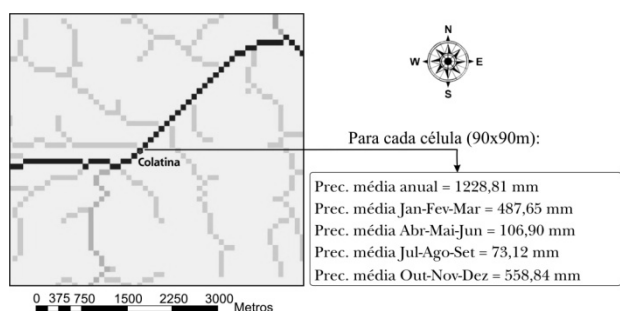 N
W E
S
Para cada célula (90x90m):
Colatina
Prec. média anual = 1228,81 mm
Prec. média Jan-Fev-Mar = 487,65 mm
Prec. média Abr-Mai-Jun = 106,90 mm
Prec. média Jul-Ago-Set = 73,12 mm
Prec. média Out-Nov-Dez = 558,84 mm
0 375 750 1500 2250 3000
Metros